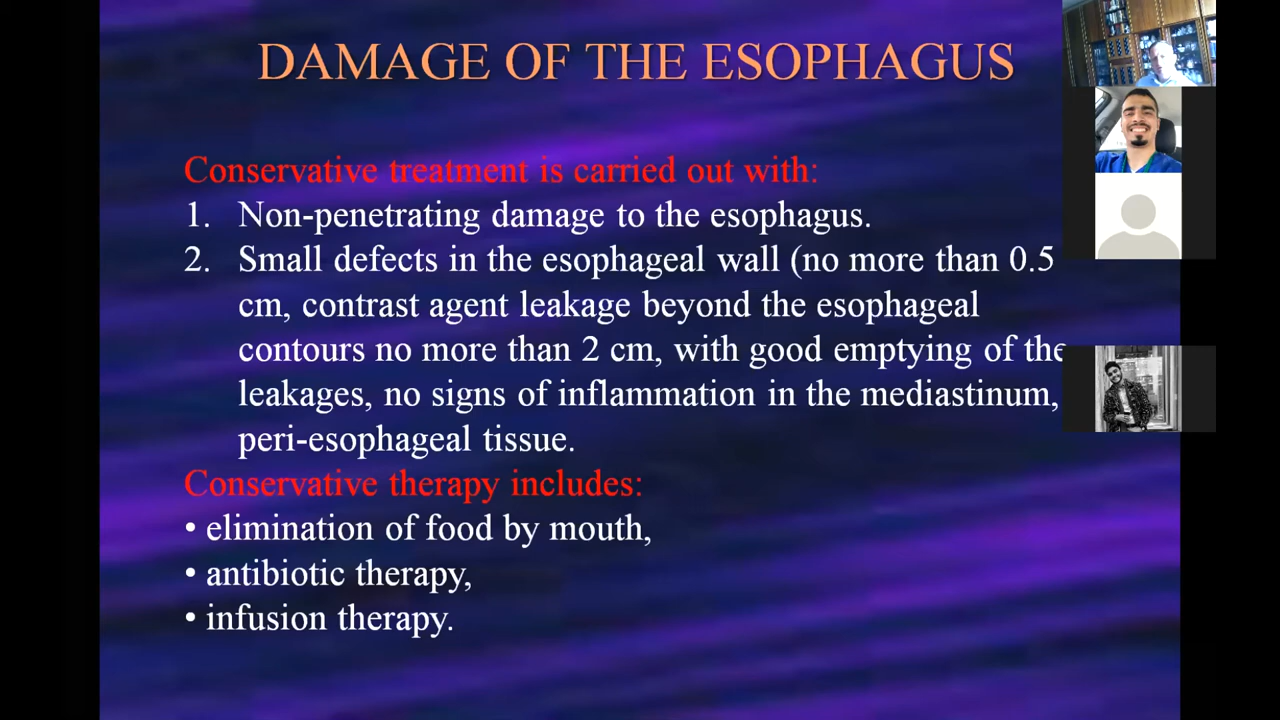 DAMAGE OF THE ESOPHAGUS
Conservative treatment is carried out with:
1. Non-penetrating damage to the esophagus.
2. Small defects in the esophageal wall (no more than 0.5
cm, contrast agent leakage beyond the esophageal
contours no more than 2 cm, with good emptying of the
leakages, no signs of inflammation in the mediastinum,
peri-esophageal tissue.
Conservative therapy includes:
• elimination of food by mouth,
• antibiotic therapy,
• infusion therapy.